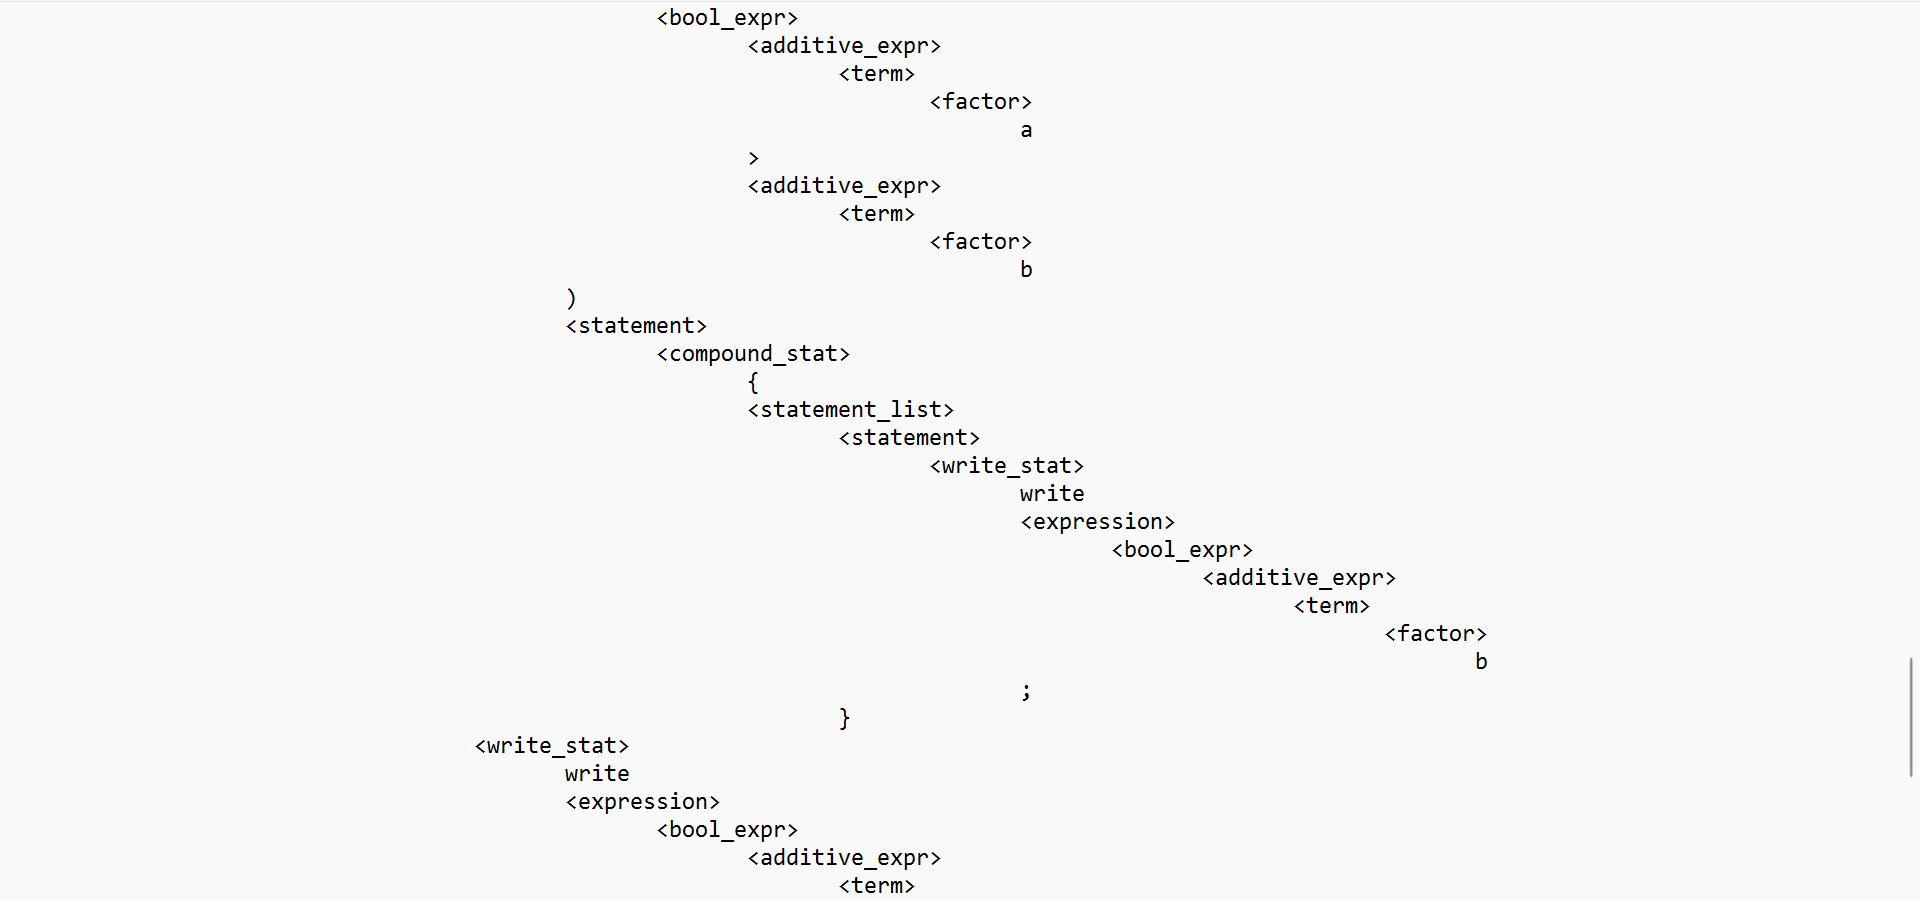 <bool_expr>
<additive_expr>
<term>
<factor>
a
>
<additive_expr>
<term>
<factor>
b
)
<statement>
<compound_stat>
{
<statement_list>
<statement>
<write_stat>
write
<expression>
<bool_expr>
<additive_expr>
<term>
<factor>
b
;
}
<write_stat>
write
<expression>
<bool_expr>
<additive_expr>
<term>